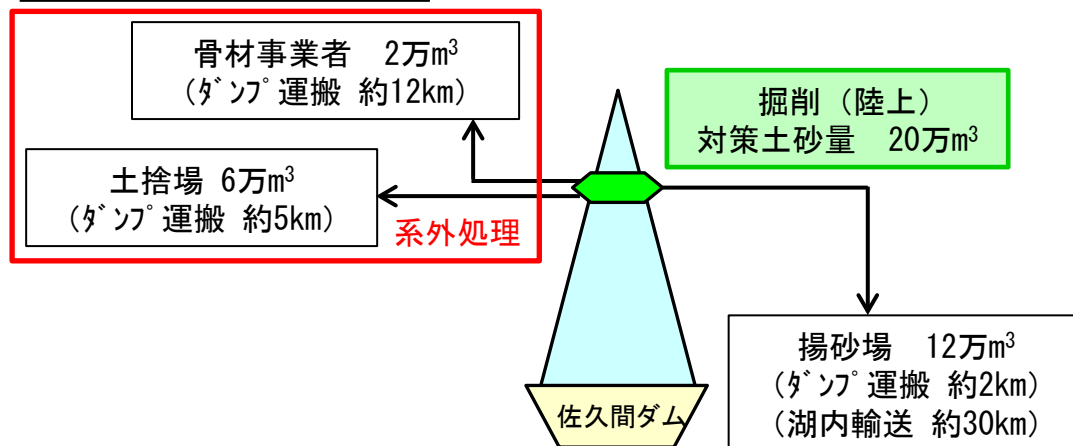 骨材事業者 2万m³
(ﾀﾞﾝﾌﾟ運搬 約12km)
掘削（陸上）
対策土砂量 20万m³
土捨場 6万m³
(ﾀﾞﾝﾌﾟ運搬 約5km)
系外処理
揚砂場 12万m³
(ﾀﾞﾝﾌﾟ運搬 約2km)
(湖内輸送 約30km)
佐久間ダム